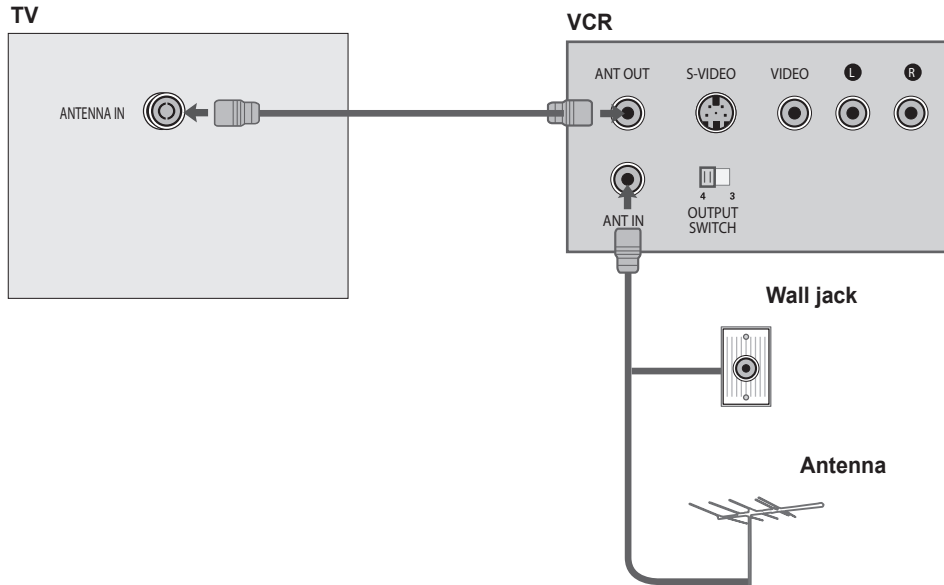 TV
VCR
ANT OUT S-VIDEO VIDEO L R
ANTENNA IN
ANT IN
4 3
OUTPUT
SWITCH
Wall jack
Antenna